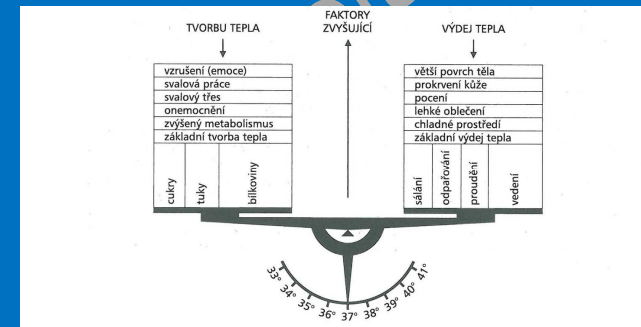 FAKTORY
ZVYŠUJÍCÍ
TVORBU TEPLA
VÝDEJ TEPLA
vzrušení (emoce)
svalová práce
svalový třes
onemocnění
zvýšený metabolismus
základní tvorba tepla
cukry
tuky
bílkoviny
větší povrch těla
prokrvení kůže
pocení
lehké oblečení
chladné prostředí
základní výdej tepla
sálání
odpařování
proudění
vedení
33° 34° 35° 36° 37° 38° 39° 40° 41°